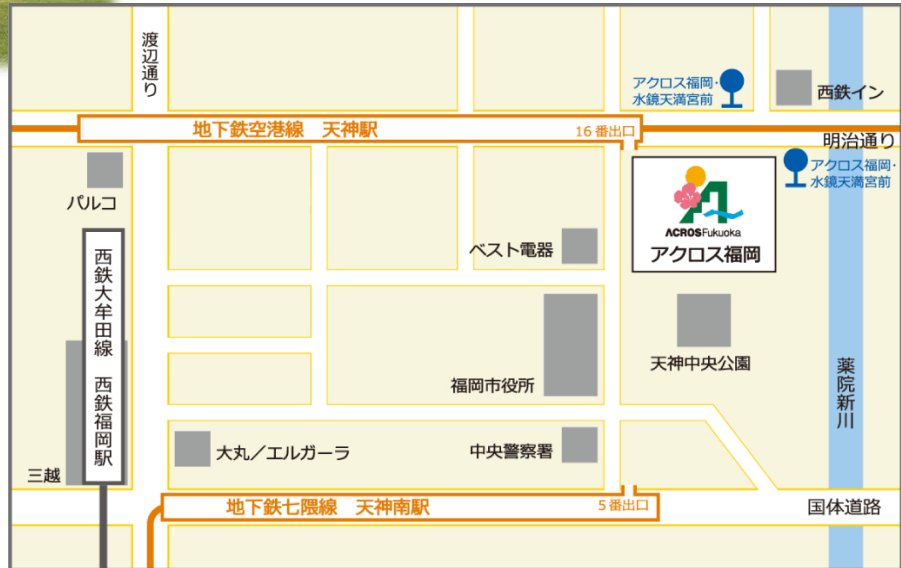 渡辺通り
アクロス福岡・
水鏡天満宮前
西鉄イン
地下鉄空港線 天神駅
16番出口
明治通り
アクロス福岡・
水鏡天満宮前
パルコ
ACROS Fukuoka
アクロス福岡
ベスト電器
西鉄大牟田線 西鉄福岡駅
天神中央公園
福岡市役所
薬院新川
大丸/エルガーラ
中央警察署
三越
地下鉄七隈線 天神南駅
5番出口
国体道路